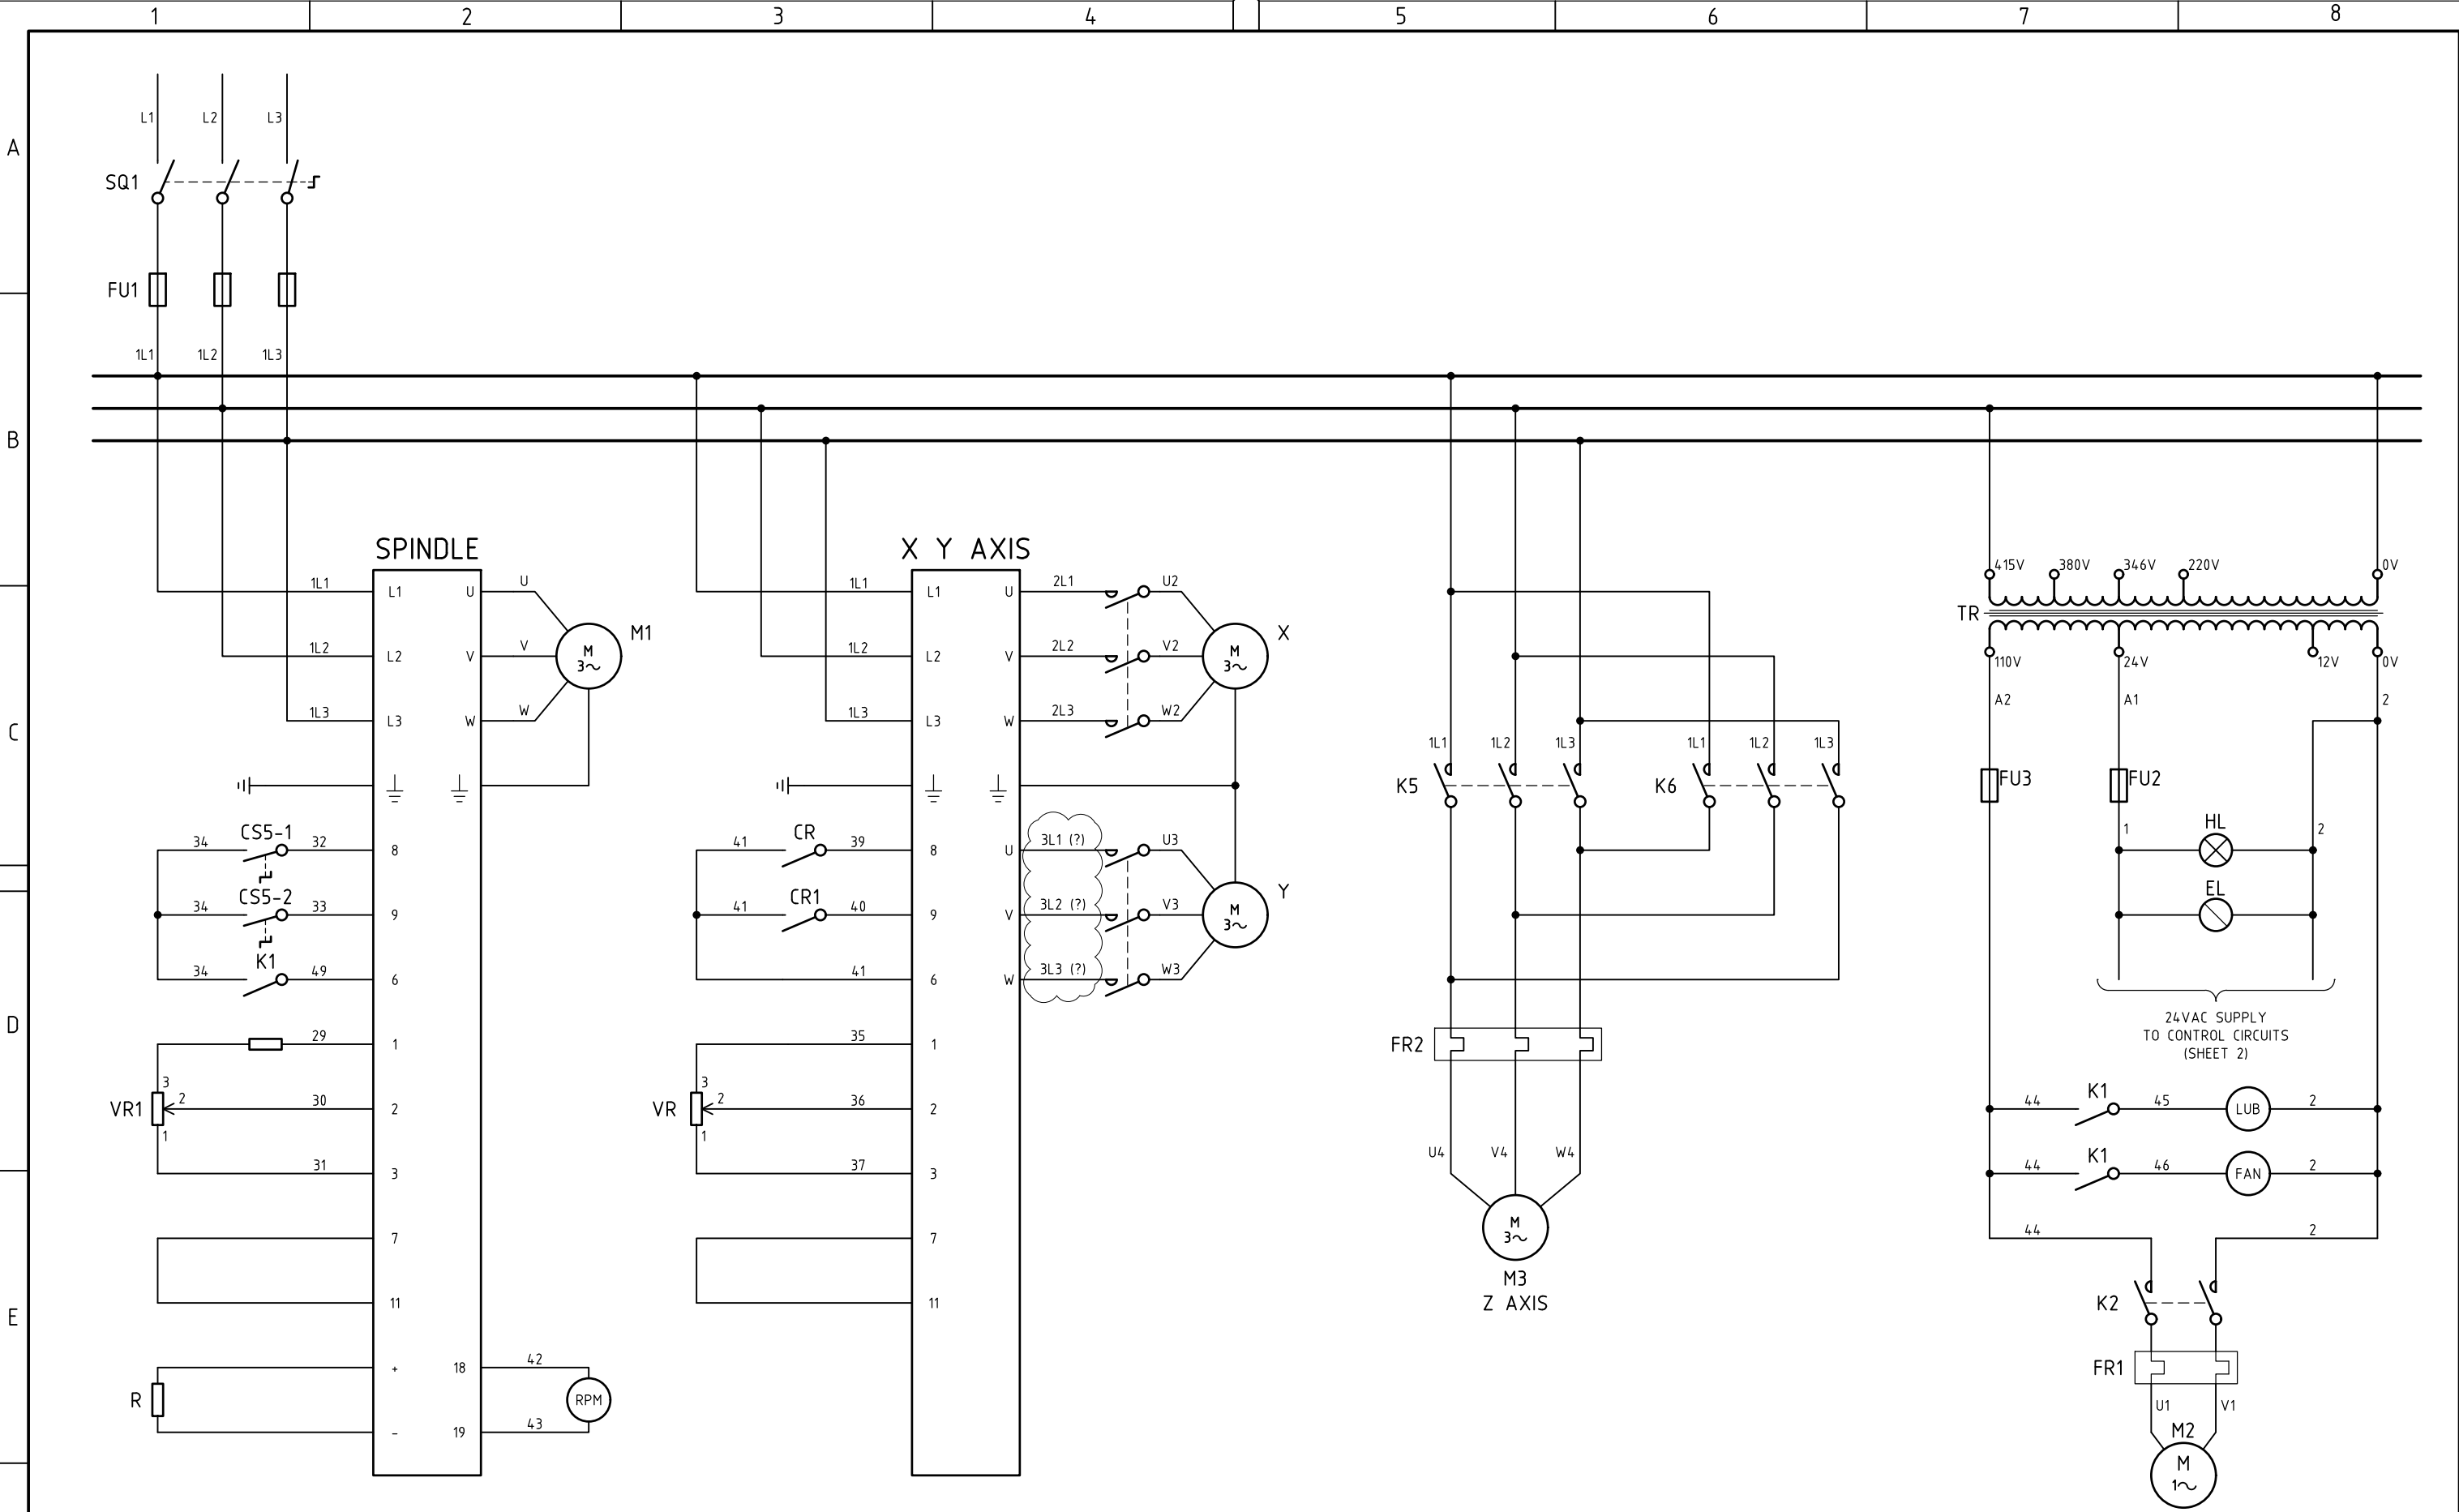 1 2 3 4 5 6 7 8
A
L1 L2 L3
SQ1
FU1
1L1 1L2 1L3
B
SPINDLE
1L1 L1 U U
M1
M
3~
1L2 L2 V V
1L3 L3 W W
CS5-1
34 32 8
CS5-2
34 33 9
K1
34 49 6
29 1
3
VR1 2 30 2
1
31 3
7
11
+ 18 42
R RPM
- 19 43
X Y AXIS
1L1 L1 U 2L1 U2
X
M
3~
1L2 L2 V 2L2 V2
1L3 L3 W 2L3 W2
CR
41 39 8 U 3L1 (?) U3
CR1
41 40 9 V 3L2 (?) V3
Y
M
3~
41 6 W 3L3 (?) W3
35 1
3
VR 2 36 2
1
37 3
7
11
1L1 1L2 1L3 1L1 1L2 1L3
K5 K6
FR2
U4 V4 W4
M
3~
M3
Z AXIS
415V 380V 346V 220V 0V
TR
110V 24V 12V 0V
A2 A1 2
FU3 FU2
1 HL 2
EL
24VAC SUPPLY
TO CONTROL CIRCUITS
(SHEET 2)
K1
44 45 LUB 2
K1
44 46 FAN 2
44 2
K2
FR1
U1 V1
M2
M
1~
C
D
E